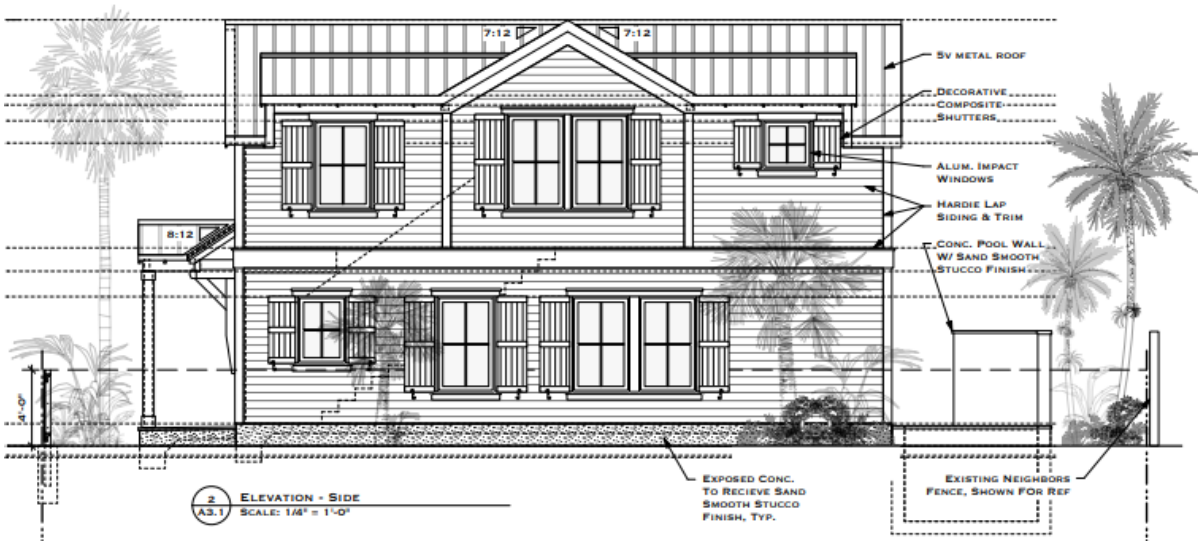 7:12
7:12
5V METAL ROOF
DECORATIVE
COMPOSITE
SHUTTERS
ALUM. IMPACT
WINDOWS
HARDIE LAP
SIDING & TRIM
8:12
CONC. POOL WALL
W/ SAND SMOOTH
STUCCO FINISH
4'-0"
EXPOSED CONC.
TO RECIEVE SAND
SMOOTH STUCCO
FINISH, TYP.
EXISTING NEIGHBORS
FENCE, SHOWN FOR REF
2
A3.1
ELEVATION - SIDE
SCALE: 1/4" = 1'-0"